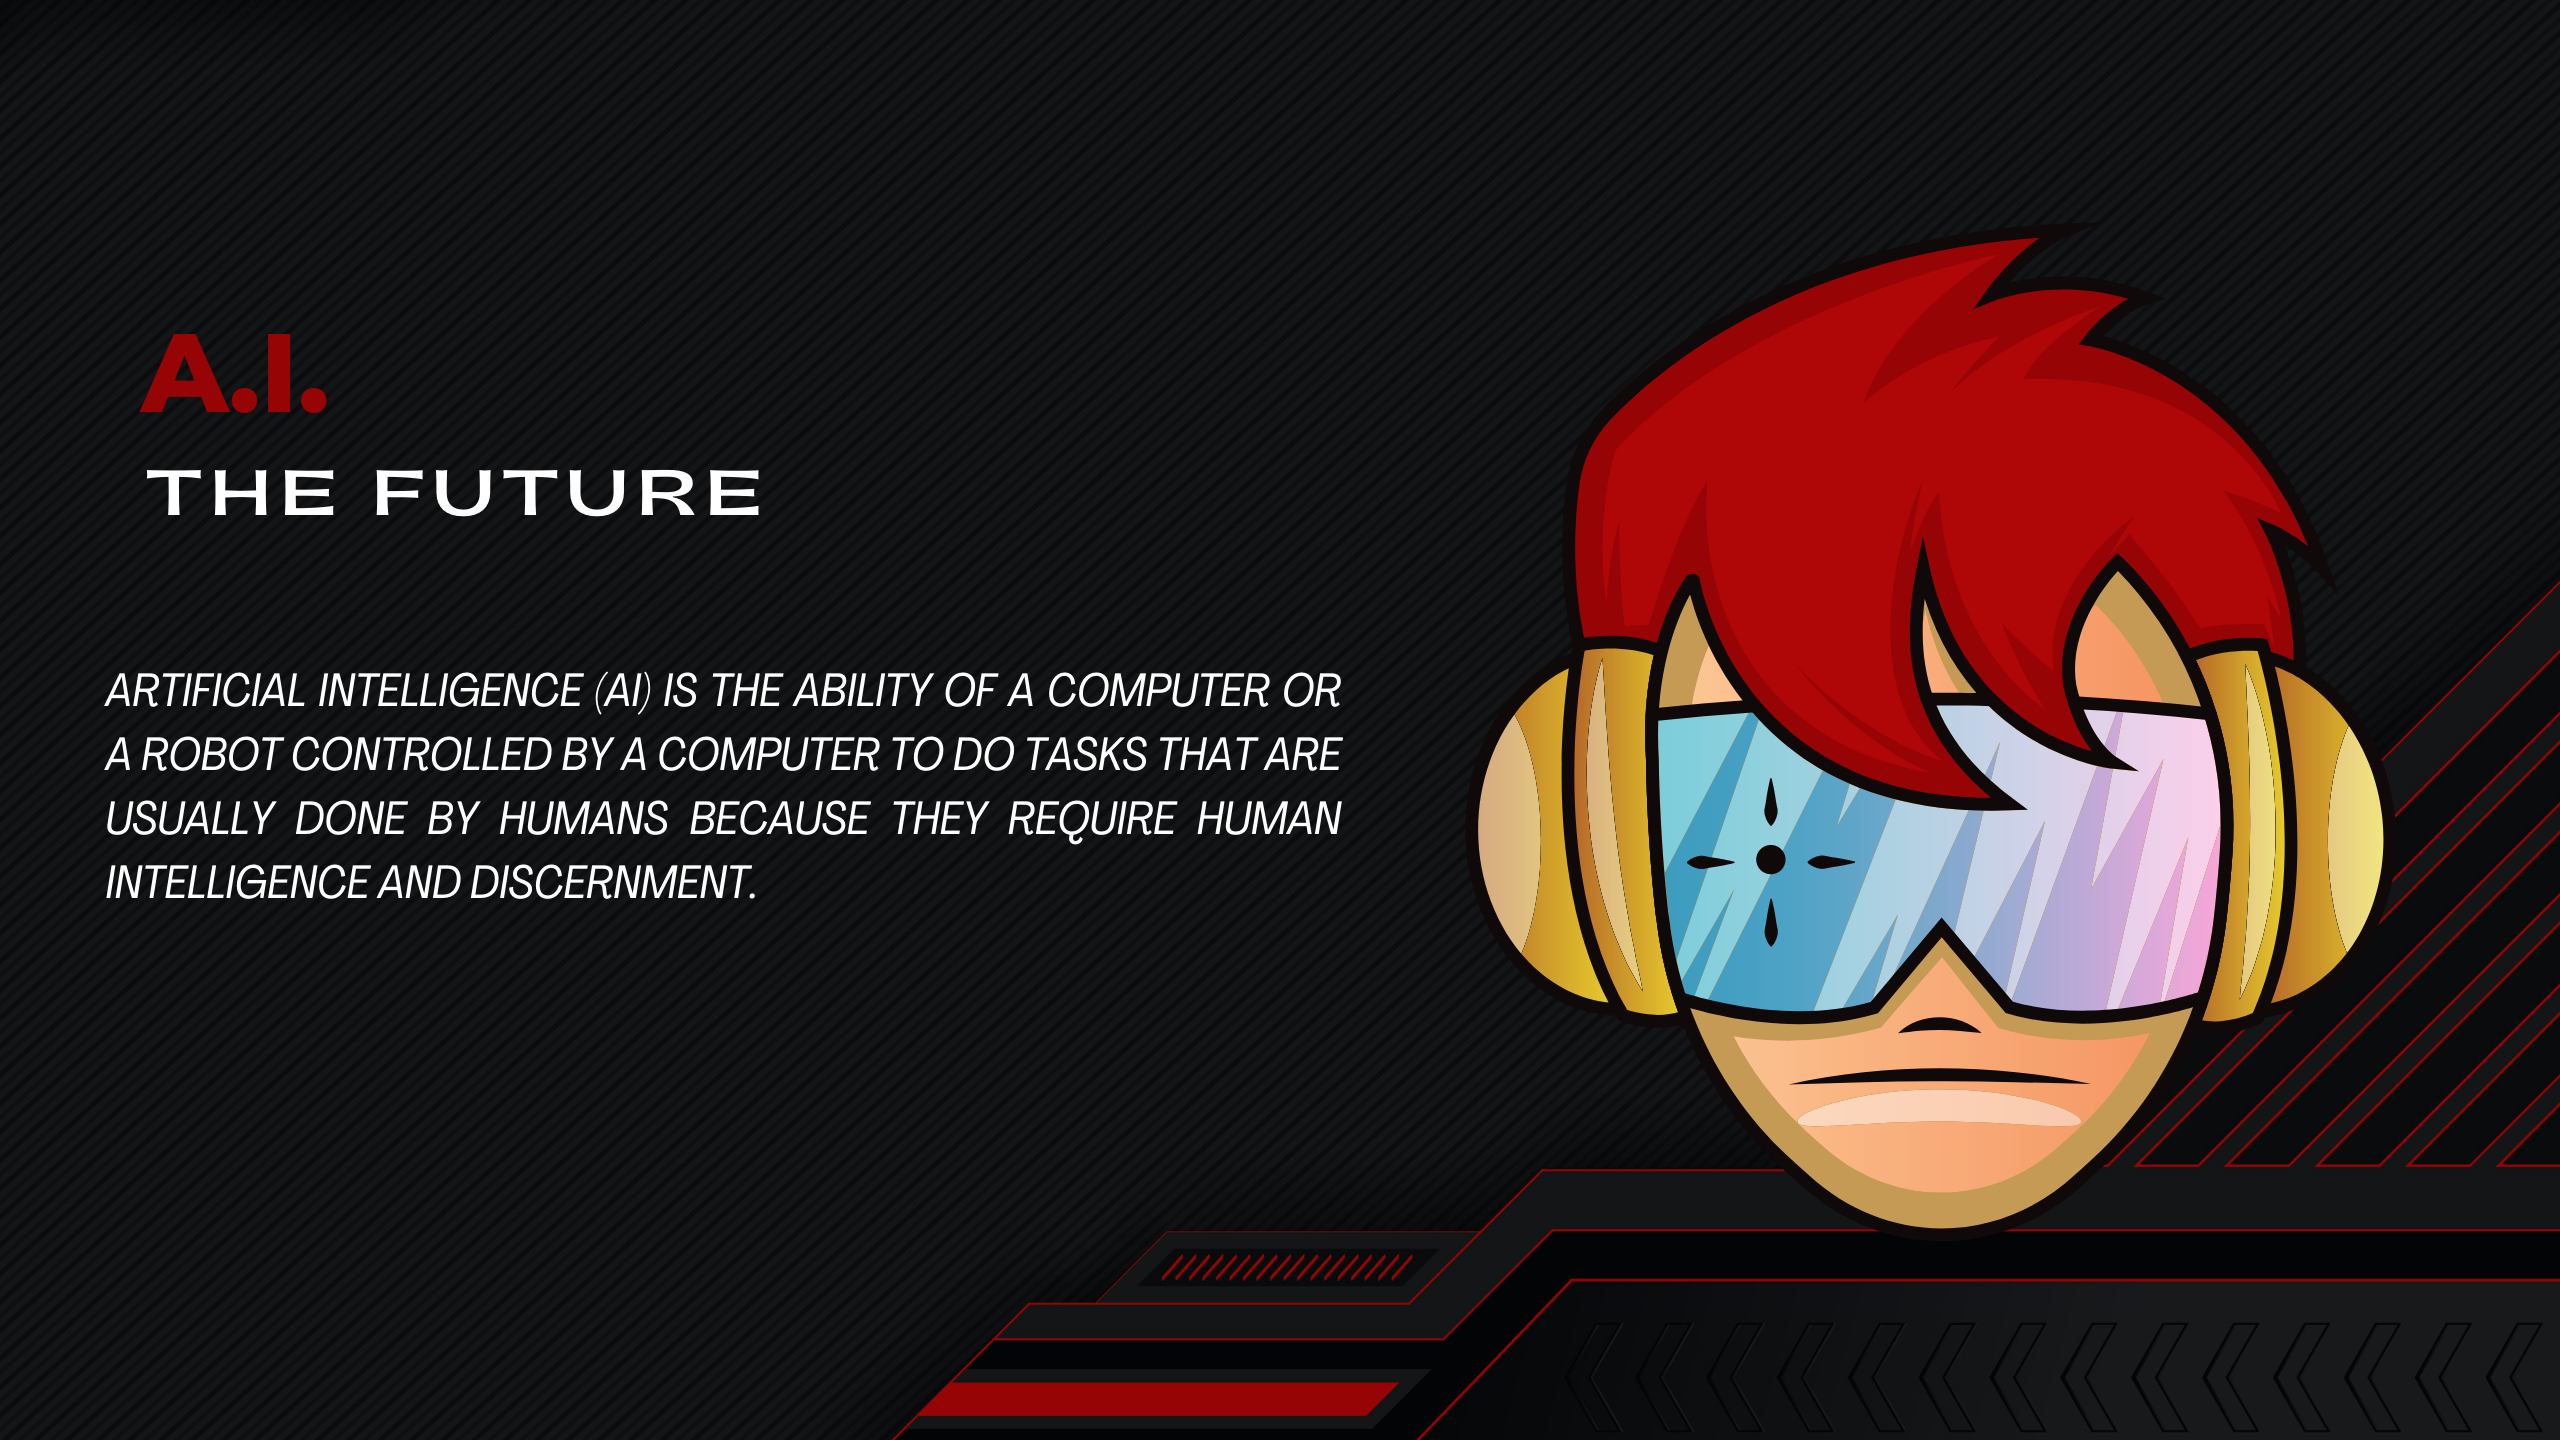 A.I.
THE FUTURE
ARTIFICIAL INTELLIGENCE (AI) IS THE ABILITY OF A COMPUTER OR
A ROBOT CONTROLLED BY A COMPUTER TO DO TASKS THAT ARE
USUALLY DONE BY HUMANS BECAUSE THEY REQUIRE HUMAN
INTELLIGENCE AND DISCERNMENT.